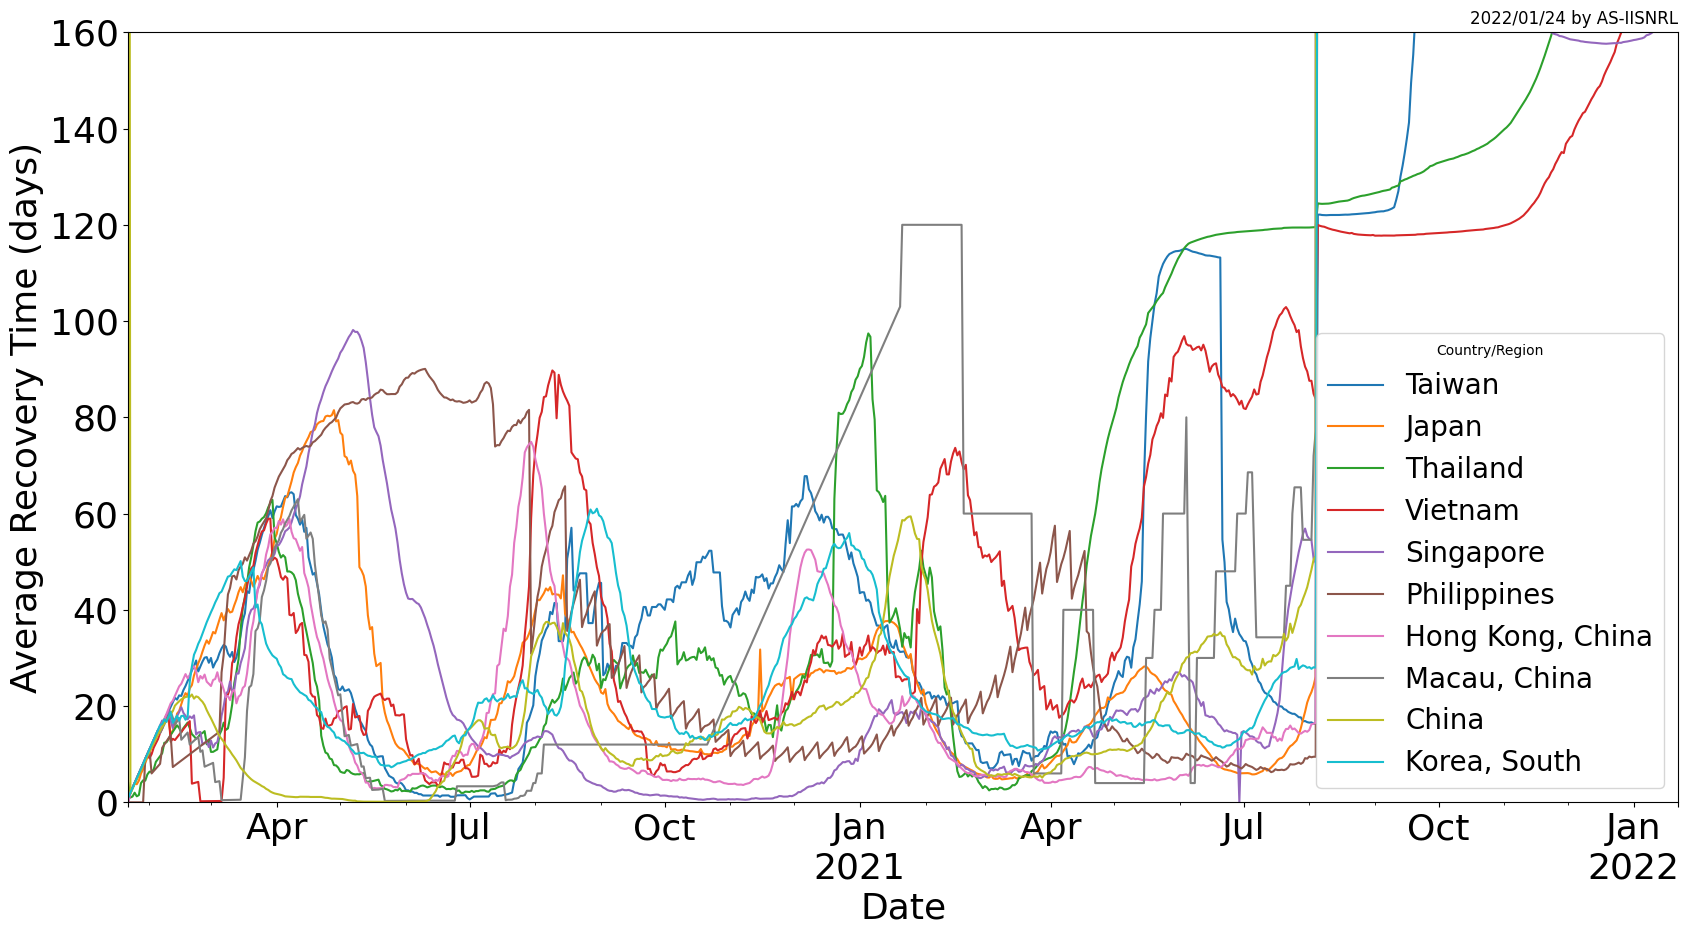 2022/01/24 by AS-IISNRL
Average Recovery Time (days)
160
140
120
100
80
60
40
20
0
Country/Region
Taiwan
Japan
Thailand
Vietnam
Singapore
Philippines
Hong Kong, China
Macau, China
China
Korea, South
Apr
Jul
Oct
Jan
2021
Apr
Jul
Oct
Jan
2022
Date